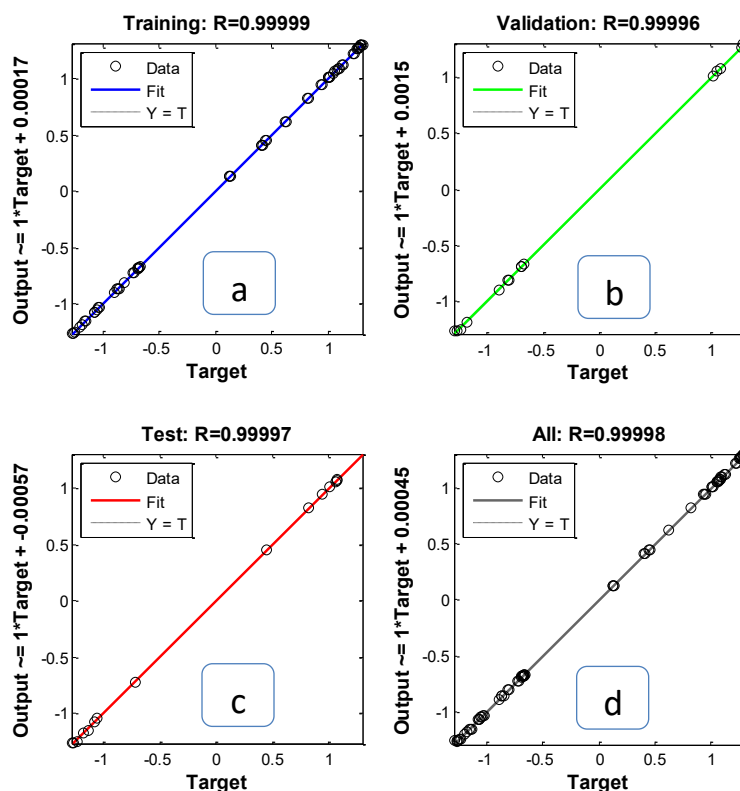 Training: R=0.99999
Output ~= 1*Target + 0.00017
1
0.5
0
-0.5
-1
Data
Fit
Y = T
a
-1 -0.5 0 0.5 1
Target
Validation: R=0.99996
Output ~= 1*Target + 0.0015
1
0.5
0
-0.5
-1
Data
Fit
Y = T
b
-1 -0.5 0 0.5 1
Target
Test: R=0.99997
Output ~= 1*Target + -0.00057
1
0.5
0
-0.5
-1
Data
Fit
Y = T
c
-1 -0.5 0 0.5 1
Target
All: R=0.99998
Output ~= 1*Target + 0.00045
1
0.5
0
-0.5
-1
Data
Fit
Y = T
d
-1 -0.5 0 0.5 1
Target